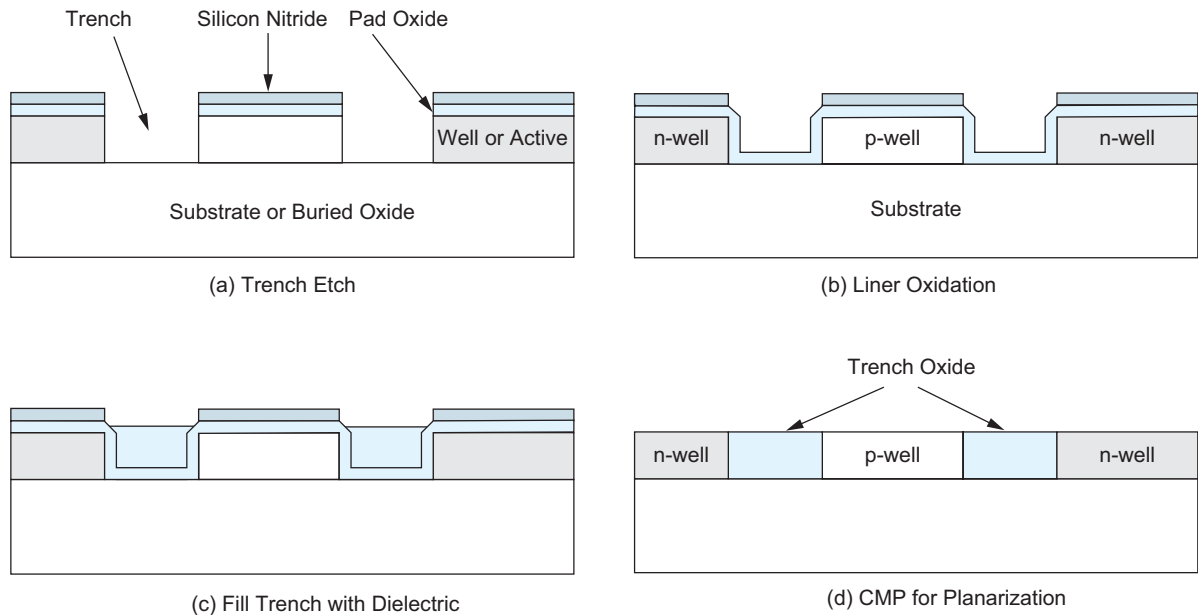 Trench
Silicon Nitride
Pad Oxide
Well or Active
Substrate or Buried Oxide
(a) Trench Etch
n-well
p-well
n-well
Substrate
(b) Liner Oxidation
(c) Fill Trench with Dielectric
Trench Oxide
n-well
p-well
n-well
(d) CMP for Planarization